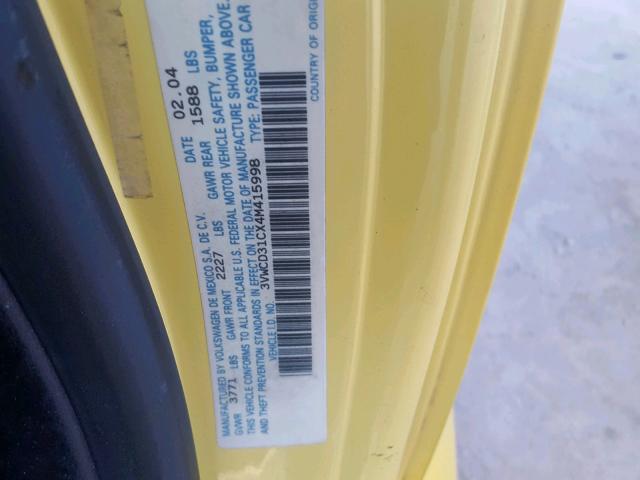 MANUFACTURED BY VOLKSWAGEN DE MEXICO S.A. DE C.V. DATE 02.04
GVWR 3771 LBS GAWR FRONT 2227 LBS GAWR REAR 1588 LBS
THIS VEHICLE CONFORMS TO ALL APPLICABLE U.S. FEDERAL MOTOR VEHICLE SAFETY, BUMPER,
AND THEFT PREVENTION STANDARDS IN EFFECT ON THE DATE OF MANUFACTURE SHOWN ABOVE.
VEHICLE I.D. NO. 3VWCD31CX4M415998 TYPE: PASSENGER CAR
COUNTRY OF ORIGI